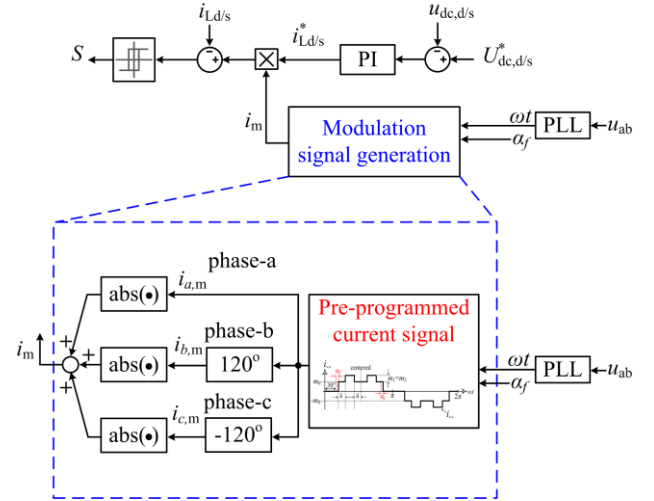 i_Ld/s
u_dc,d/s
S
i*_Ld/s
PI
U*_dc,d/s
i_m
Modulation
signal generation
ωt
α_f
PLL
u_ab
phase-a
abs(•)
i_a,m
Pre-programmed
current signal
phase-b
i_m
abs(•)
i_b,m
120°
centered
ωt
α_f
PLL
u_ab
phase-c
abs(•)
i_c,m
-120°